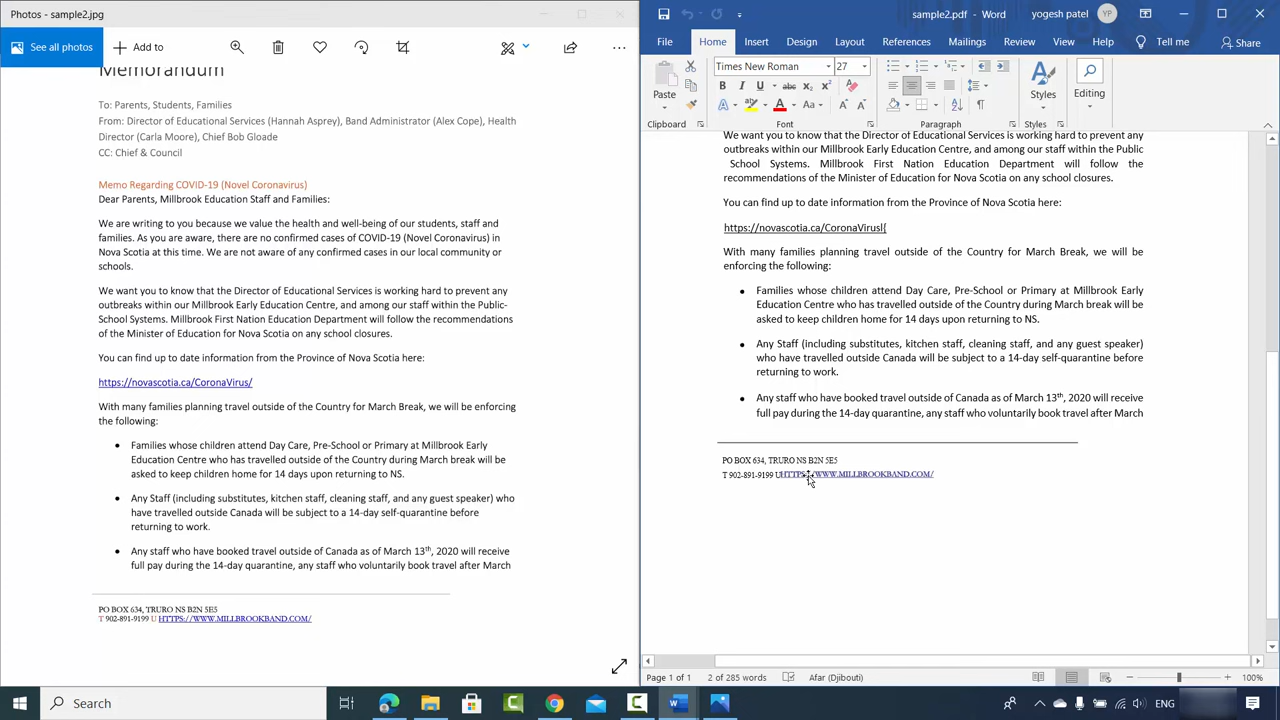 Photos - sample2.jpg
See all photos
Add to
Memorandum
To: Parents, Students, Families
From: Director of Educational Services (Hannah Asprey), Band Administrator (Alex Cope), Health
Director (Carla Moore), Chief Bob Gloade
CC: Chief & Council
Memo Regarding COVID-19 (Novel Coronavirus)
Dear Parents, Millbrook Education Staff and Families:
We are writing to you because we value the health and well-being of our students, staff and
families. As you are aware, there are no confirmed cases of COVID-19 (Novel Coronavirus) in
Nova Scotia at this time. We are not aware of any confirmed cases in our local community or
schools.
We want you to know that the Director of Educational Services is working hard to prevent any
outbreaks within our Millbrook Early Education Centre, and among our staff within the Public-
School Systems. Millbrook First Nation Education Department will follow the recommendations
of the Minister of Education for Nova Scotia on any school closures.
You can find up to date information from the Province of Nova Scotia here:
https://novascotia.ca/CoronaVirus/
With many families planning travel outside of the Country for March Break, we will be enforcing
the following:
Families whose children attend Day Care, Pre-School or Primary at Millbrook Early
Education Centre who has travelled outside of the Country during March break will be
asked to keep children home for 14 days upon returning to NS.
Any Staff (including substitutes, kitchen staff, cleaning staff, and any guest speaker) who
have travelled outside Canada will be subject to a 14-day self-quarantine before
returning to work.
Any staff who have booked travel outside of Canada as of March 13th, 2020 will receive
full pay during the 14-day quarantine, any staff who voluntarily book travel after March
PO BOX 634, TRURO NS B2N 5E5
T 902-891-9199 U HTTPS://WWW.MILLBROOKBAND.COM/
sample2.pdf - Word
yogesh patel
YP
File Home Insert Design Layout References Mailings Review View Help Tell me Share
Paste
Times New Roman 27
B I U abc
Aa
A
Styles
Editing
Clipboard Font Paragraph Styles
We want you to know that the Director of Educational Services is working hard to prevent any
outbreaks within our Millbrook Early Education Centre, and among our staff within the Public
School Systems. Millbrook First Nation Education Department will follow the
recommendations of the Minister of Education for Nova Scotia on any school closures.
You can find up to date information from the Province of Nova Scotia here:
https://novascotia.ca/CoronaVirusl{
With many families planning travel outside of the Country for March Break, we will be
enforcing the following:
Families whose children attend Day Care, Pre-School or Primary at Millbrook Early
Education Centre who has travelled outside of the Country during March break will be
asked to keep children home for 14 days upon returning to NS.
Any Staff (including substitutes, kitchen staff, cleaning staff, and any guest speaker)
who have travelled outside Canada will be subject to a 14-day self-quarantine before
returning to work.
Any staff who have booked travel outside of Canada as of March 13th, 2020 will receive
full pay during the 14-day quarantine, any staff who voluntarily book travel after March
PO BOX 634, TRURO NS B2N 5E5
T 902-891-9199 UHTTPS://WWW.MILLBROOKBAND.COM/
Page 1 of 1 2 of 285 words Afar (Djibouti) 100%
Search
ENG